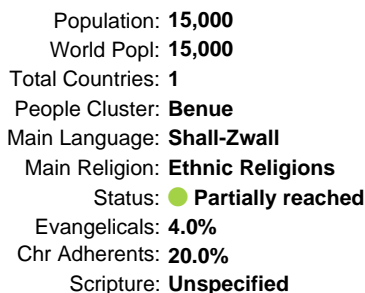 Population: 15,000
World Popl: 15,000
Total Countries: 1
People Cluster: Benue
Main Language: Shall-Zwall
Main Religion: Ethnic Religions
Status: Partially reached
Evangelicals: 4.0%
Chr Adherents: 20.0%
Scripture: Unspecified